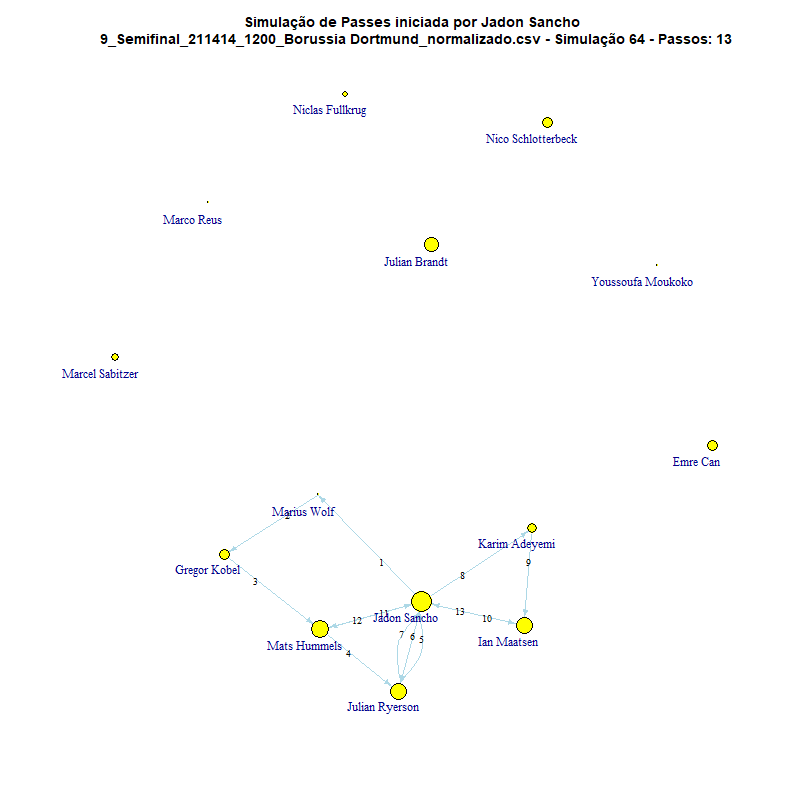 Simulação de Passes iniciada por Jadon Sancho
9_Semifinal_211414_1200_Borussia Dortmund_normalizado.csv - Simulação 64 - Passos: 13
Niclas Fullkrug
Nico Schlotterbeck
Marco Reus
Julian Brandt
Youssoufa Moukoko
Marcel Sabitzer
Emre Can
Marius Wolf
2
Karim Adeyemi
1
9
Gregor Kobel
8
3
11
13
12
Jadon Sancho
10
7
6
5
Mats Hummels
Ian Maatsen
4
Julian Ryerson